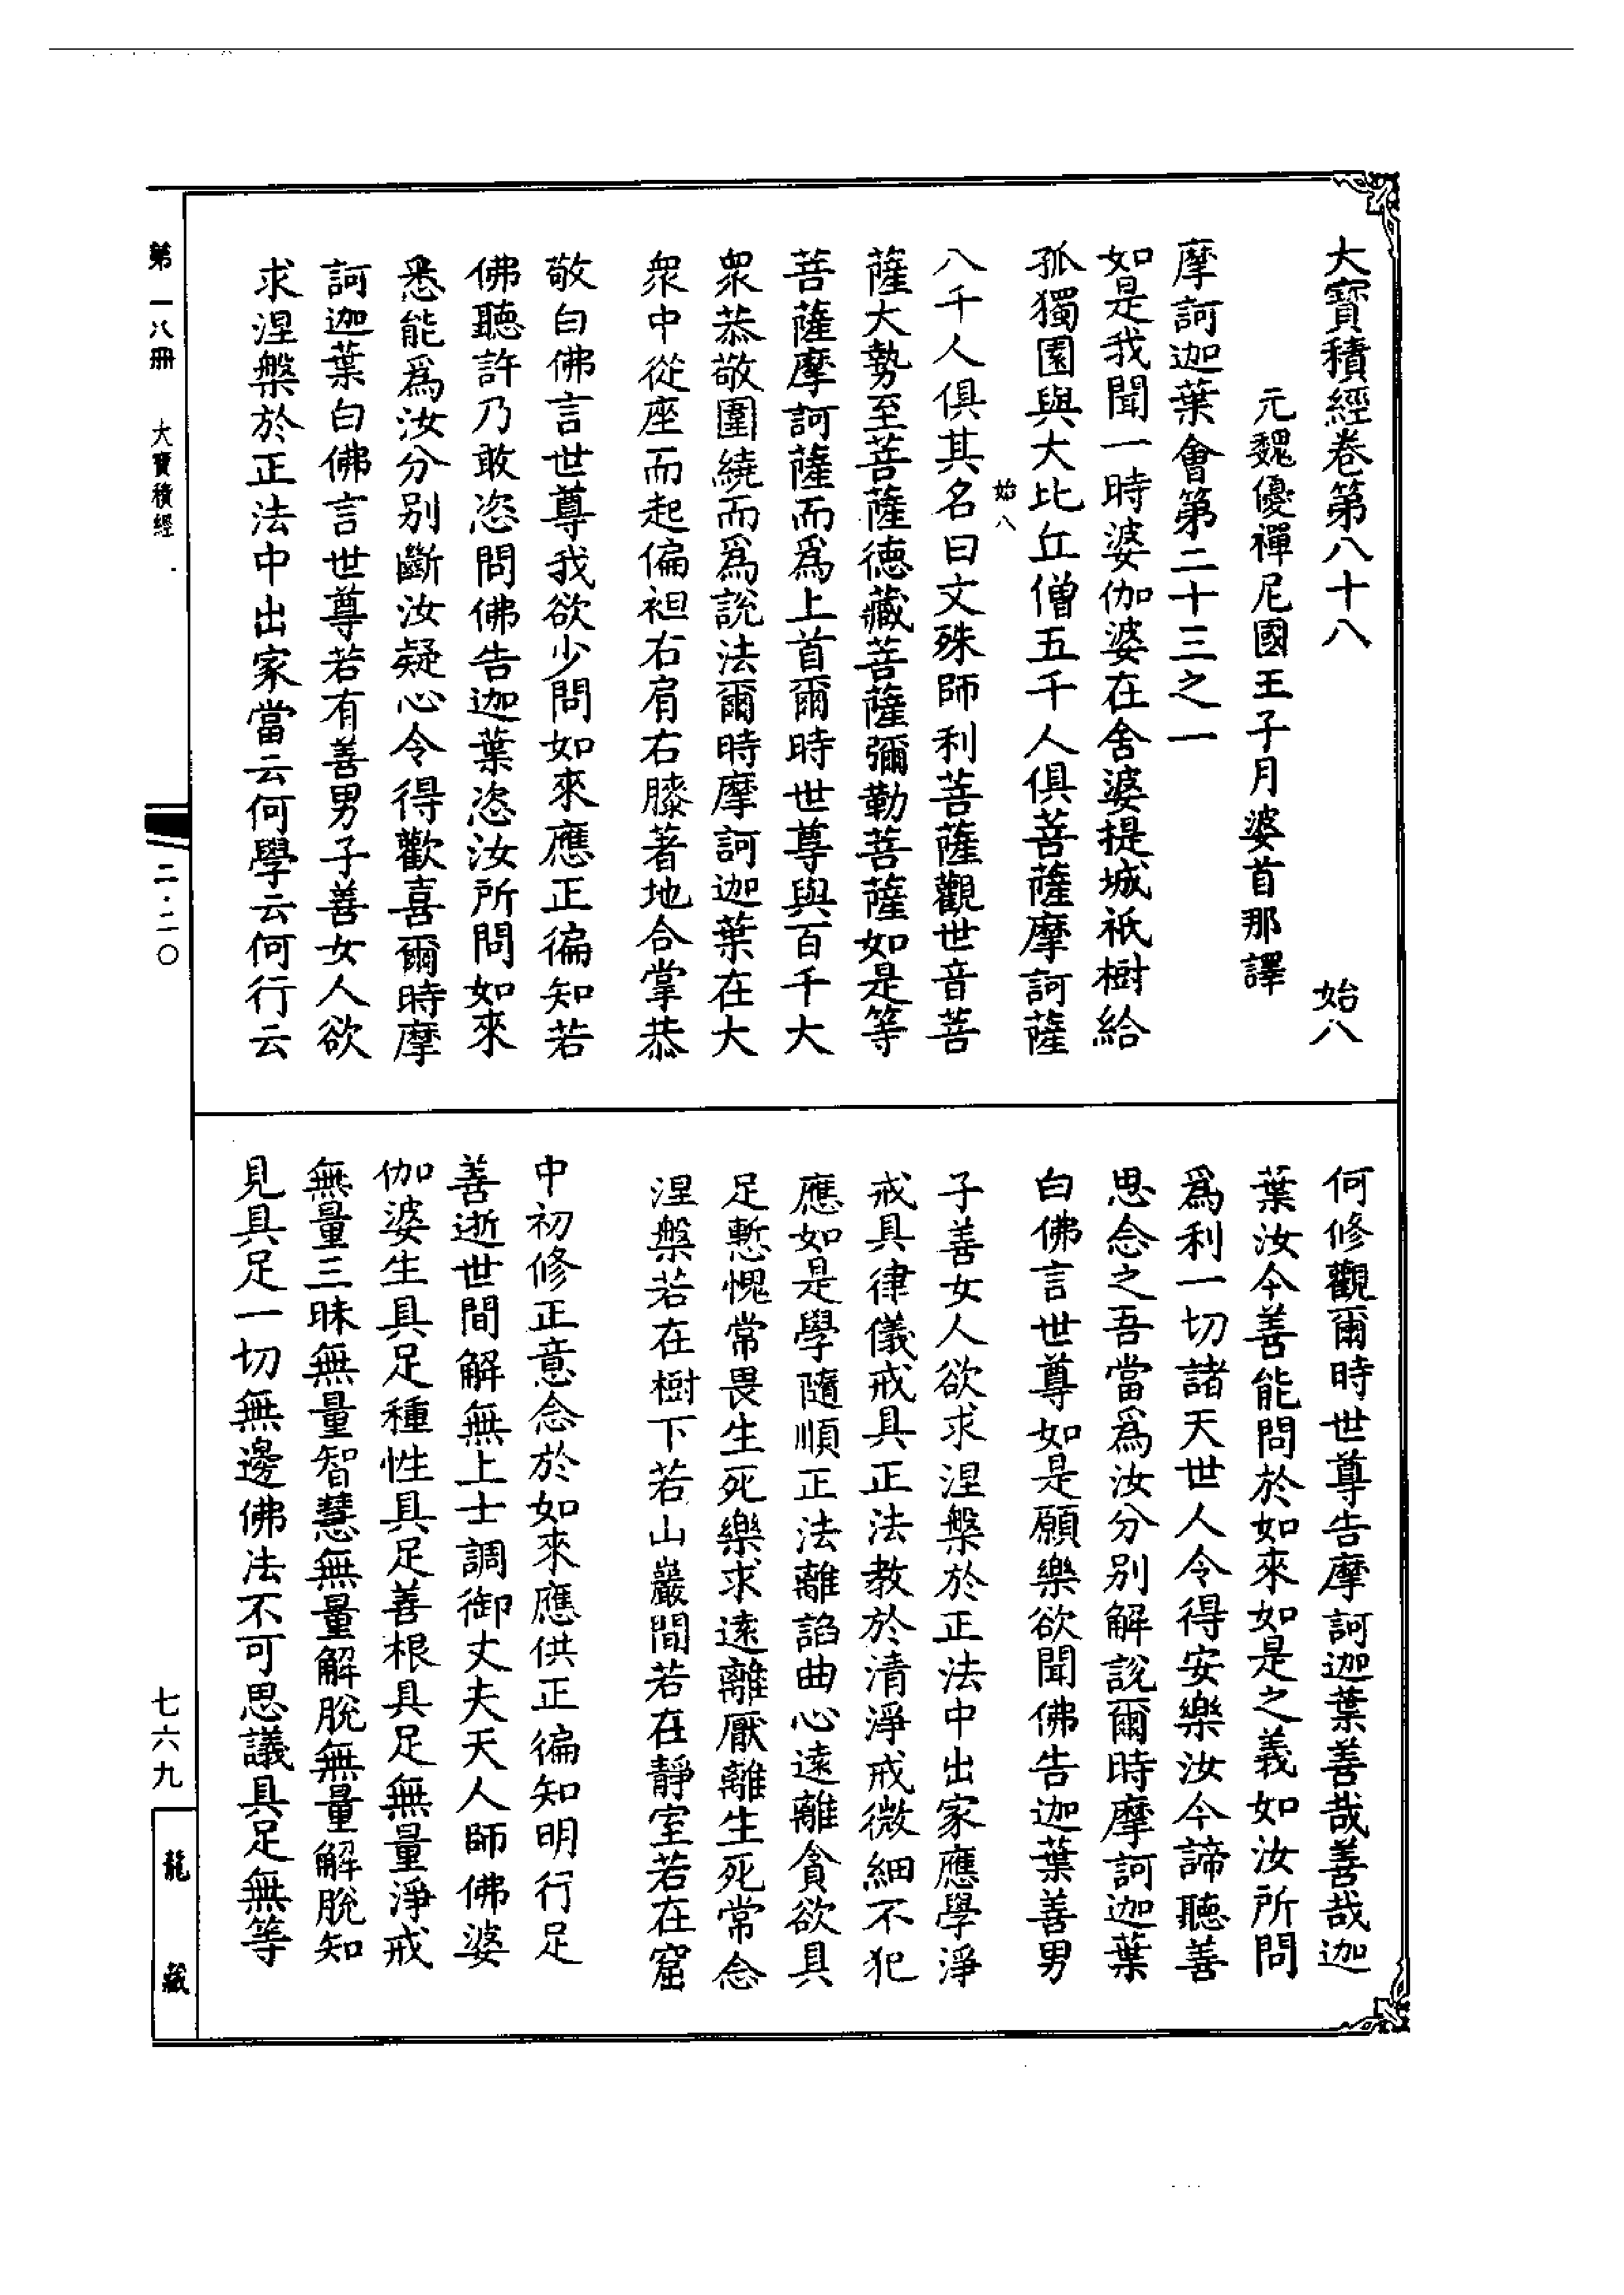 大寶積經卷第八十八　始八
元魏優禪尼國王子月婆首那譯
摩訶迦葉會第二十三之一
如是我聞一時婆伽婆在舍婆提城祇樹給
孤獨園與大比丘僧五千人俱菩薩摩訶薩
始八
八千人俱其名曰文殊師利菩薩觀世音菩
薩大勢至菩薩德藏菩薩彌勒菩薩如是等
菩薩摩訶薩而爲上首爾時世尊與百千大
衆恭敬圍繞而爲說法爾時摩訶迦葉在大
衆中從座而起偏袒右肩右膝著地合掌恭
敬白佛言世尊我欲少問如來應正徧知若
佛聽許乃敢恣問佛告迦葉恣汝所問如來
悉能爲汝分别斷汝疑心令得歡喜爾時摩
訶迦葉白佛言世尊若有善男子善女人欲
求涅槃於正法中出家當云何學云何行云
何修觀爾時世尊告摩訶迦葉善哉善哉迦
葉汝今善能問於如來如是之義如汝所問
爲利一切諸天世人令得安樂汝今諦聽善
思念之吾當爲汝分别解說爾時摩訶迦葉
白佛言世尊如是願樂欲聞佛告迦葉善男
子善女人欲求涅槃於正法中出家應學淨
戒具律儀戒具正法教於清淨戒微細不犯
應如是學隨順正法離諂曲心遠離貪欲具
足慙愧常畏生死樂求遠離厭離生死常念
涅槃若在樹下若山巖間若在靜室若在窟
中初修正意念於如來應供正徧知明行足
善逝世間解無上士調御丈夫天人師佛婆
伽婆生具足種性具足善根具足無量淨戒
無量三昧無量智慧無量解脫無量解脫知
見具足一切無邊佛法不可思議具足無等
第一八冊　大寶積經
二·二〇
七六九
龍藏